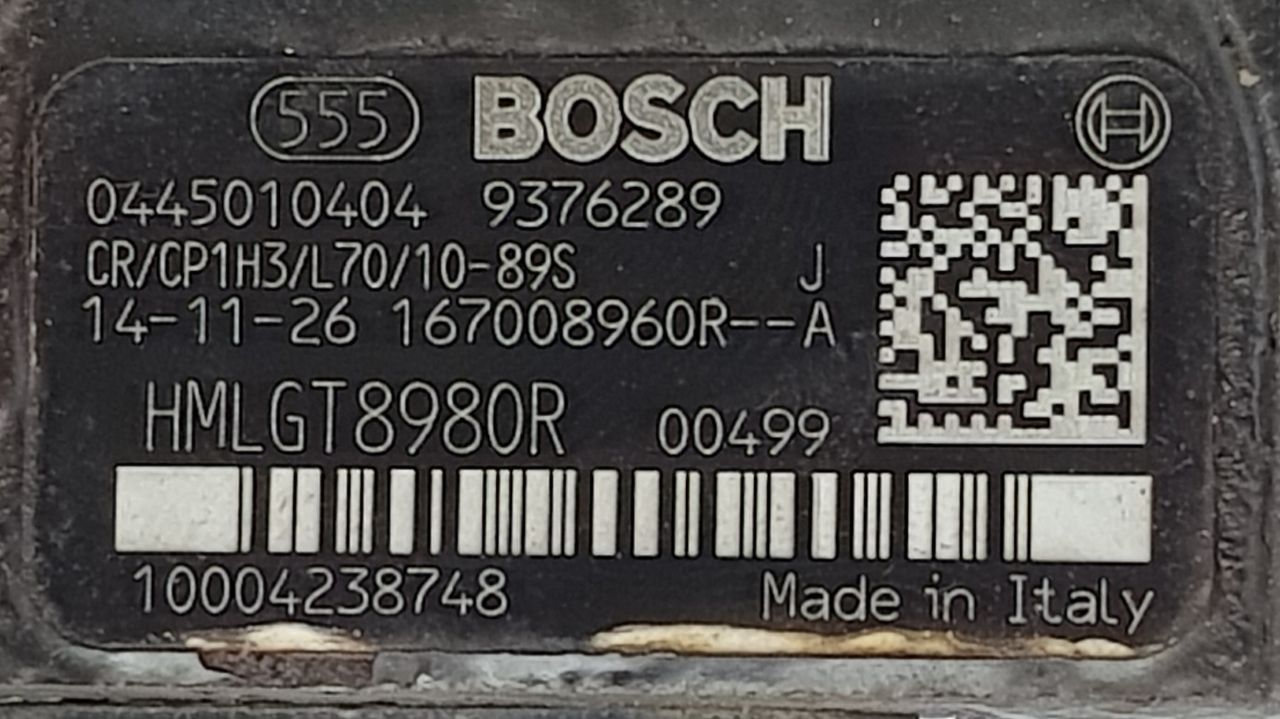 555 BOSCH
0445010404 9376289
CR/CP1H3/L70/10-89S J
14-11-26 167008960R--A
HMLGT8980R 00499
10004238748 Made in Italy